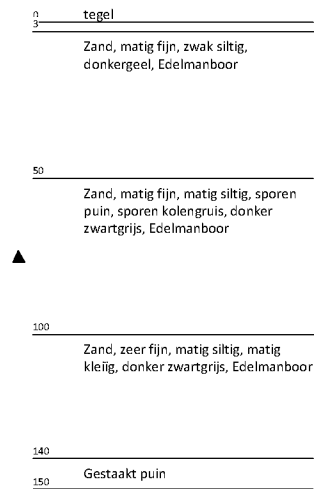 0
tegel
3
Zand, matig fijn, zwak siltig,
donkergeel, Edelmanboor
50
Zand, matig fijn, matig siltig, sporen
puin, sporen kolengruis, donker
zwartgrijs, Edelmanboor
100
Zand, zeer fijn, matig siltig, matig
kleiïg, donker zwartgrijs, Edelmanboor
140
Gestaakt puin
150